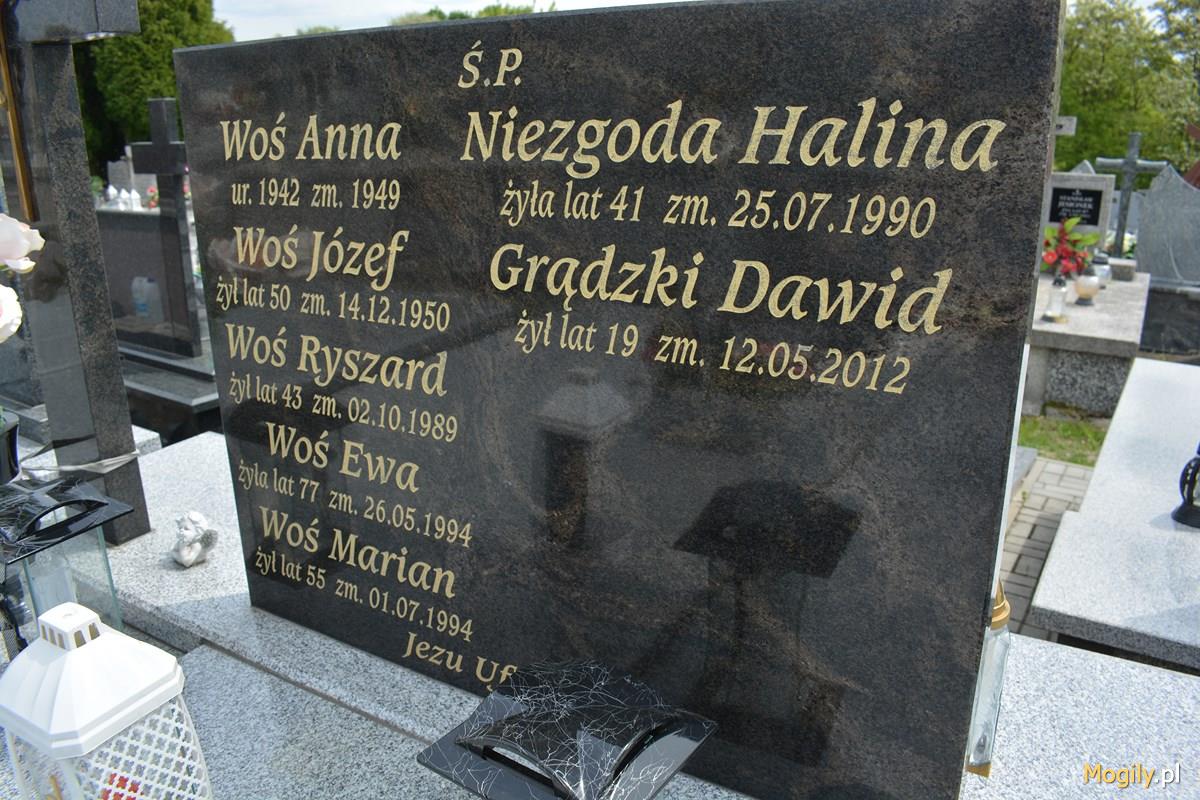 Ś.P.
Woś Anna
ur. 1942 zm. 1949
Woś Józef
żył lat 50 zm. 14.12.1950
Woś Ryszard
żył lat 43 zm. 02.10.1989
Woś Ewa
żyła lat 77 zm. 26.05.1994
Woś Marian
żył lat 55 zm. 01.07.1994
Niezgoda Halina
żyła lat 41 zm. 25.07.1990
Grądzki Dawid
żył lat 19 zm. 12.05.2012
Jezu
STANISŁAW
JESIONEK
Mogily.pl